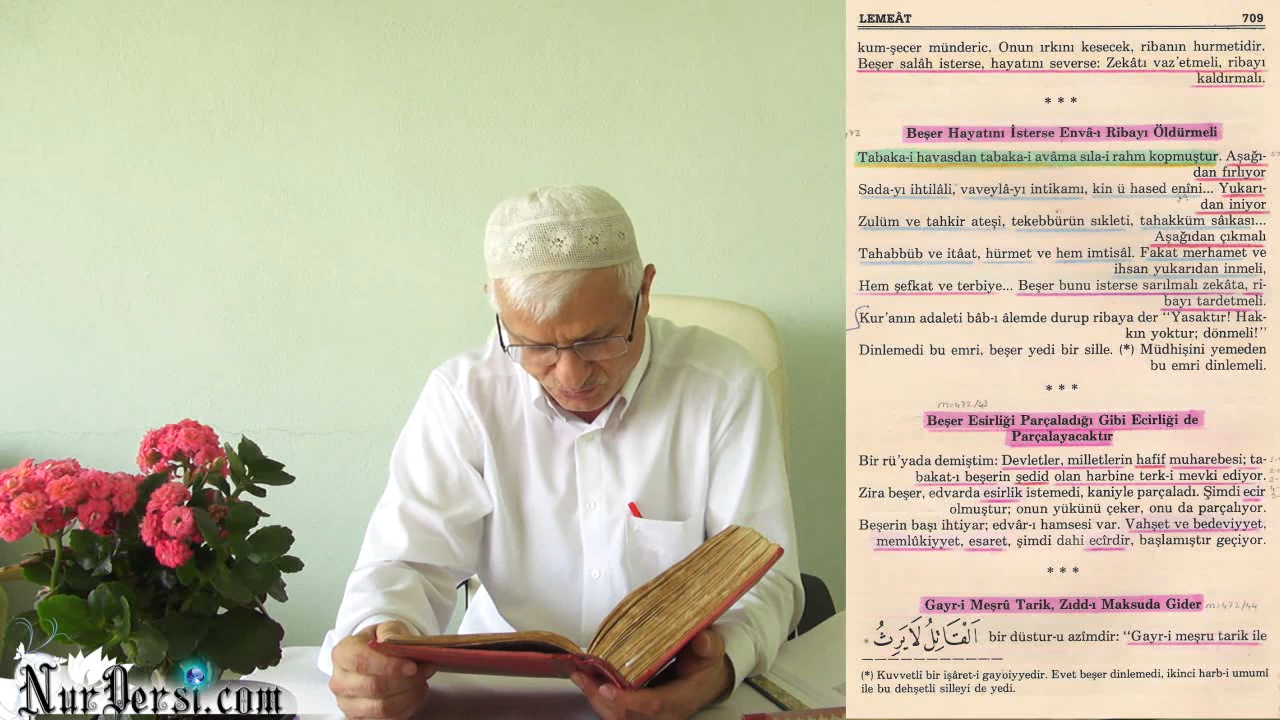 LEMEÂT 709
kum-şecer münderic. Onun ırkını kesecek, ribanın hurmetidir.
Beşer salâh isterse, hayatını severse: Zekâtı vaz'etmeli, ribayı
kaldırmalı.
* * *
Beşer Hayatını İsterse Envâ-ı Ribayı Öldürmeli
Tabaka-i havasdan tabaka-i avâma sıla-i rahm kopmuştur. Aşağı-
dan fırlıyor
Sada-yı ihtilâli, vaveylâ-yı intikamı, kin ü hased enîni... Yukarı-
dan iniyor
Zulüm ve tahkir ateşi, tekebbürün sıkleti, tahakküm sâıkası...
Aşağıdan çıkmalı
Tahabbüb ve itâat, hürmet ve hem imtisâl. Fakat merhamet ve
ihsan yukarıdan inmeli,
Hem şefkat ve terbiye... Beşer bunu isterse sarılmalı zekâta, ri-
bayı tardetmeli.
Kur'anın adaleti bâb-ı âlemde durup ribaya der "Yasaktır! Hak-
kın yoktur; dönmeli!"
Dinlemedi bu emri, beşer yedi bir sille. (*) Müdhişini yemeden
bu emri dinlemeli.
* * *
m:472/43
Beşer Esirliği Parçaladığı Gibi Ecirliği de
Parçalayacaktır
Bir rü'yada demiştim: Devletler, milletlerin hafif muharebesi; ta-
bakat-ı beşerin şedid olan harbine terk-i mevki ediyor.
Zira beşer, edvarda esirlik istemedi, kaniyle parçaladı. Şimdi ecir
olmuştur; onun yükünü çeker, onu da parçalıyor.
Beşerin başı ihtiyar; edvâr-ı hamsesi var. Vahşet ve bedeviyyet,
memlûkiyyet, esaret, şimdi dahi ecîrdir, başlamıştır geçiyor.
* * *
Gayr-i Meşrû Tarik, Zıdd-ı Maksuda Gider m:472/44
* اَلْقَاتِلُ لَا يَرِثُ bir düstur-u azîmdir: "Gayr-i meşru tarik ile
(*) Kuvvetli bir işâret-i gaybiyyedir. Evet beşer dinlemedi, ikinci harb-i umumî
ile bu dehşetli silleyi de yedi.
NurDersi.com